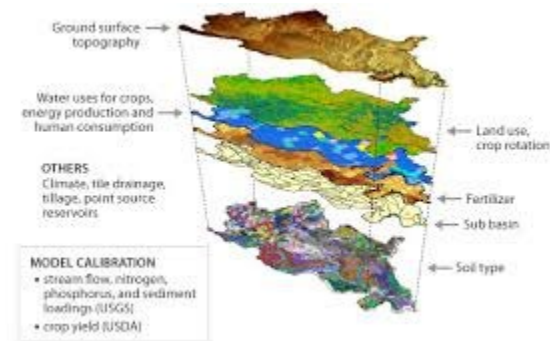 Ground surface
topography
Water uses for crops,
energy production and
human consumption
Land use,
crop rotation
OTHERS
Climate, tile drainage,
tillage, point source
reservoirs
Fertilizer
Sub basin
Soil type
MODEL CALIBRATION
• stream flow, nitrogen,
phosphorus, and sediment
loadings (USGS)
• crop yield (USDA)